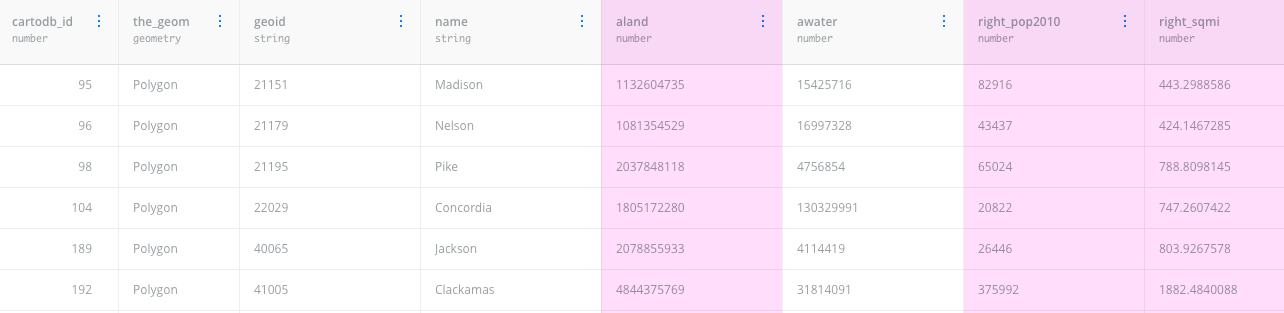 cartodb_id the_geom geoid name aland awater right_pop2010 right_sqmi
number geometry string string number number number number
95 Polygon 21151 Madison 1132604735 15425716 82916 443.2988586
96 Polygon 21179 Nelson 1081354529 16997328 43437 424.1467285
98 Polygon 21195 Pike 2037848118 4756854 65024 788.8098145
104 Polygon 22029 Concordia 1805172280 130329991 20822 747.2607422
189 Polygon 40065 Jackson 2078855933 4114419 26446 803.9267578
192 Polygon 41005 Clackamas 4844375769 31814091 375992 1882.4840088